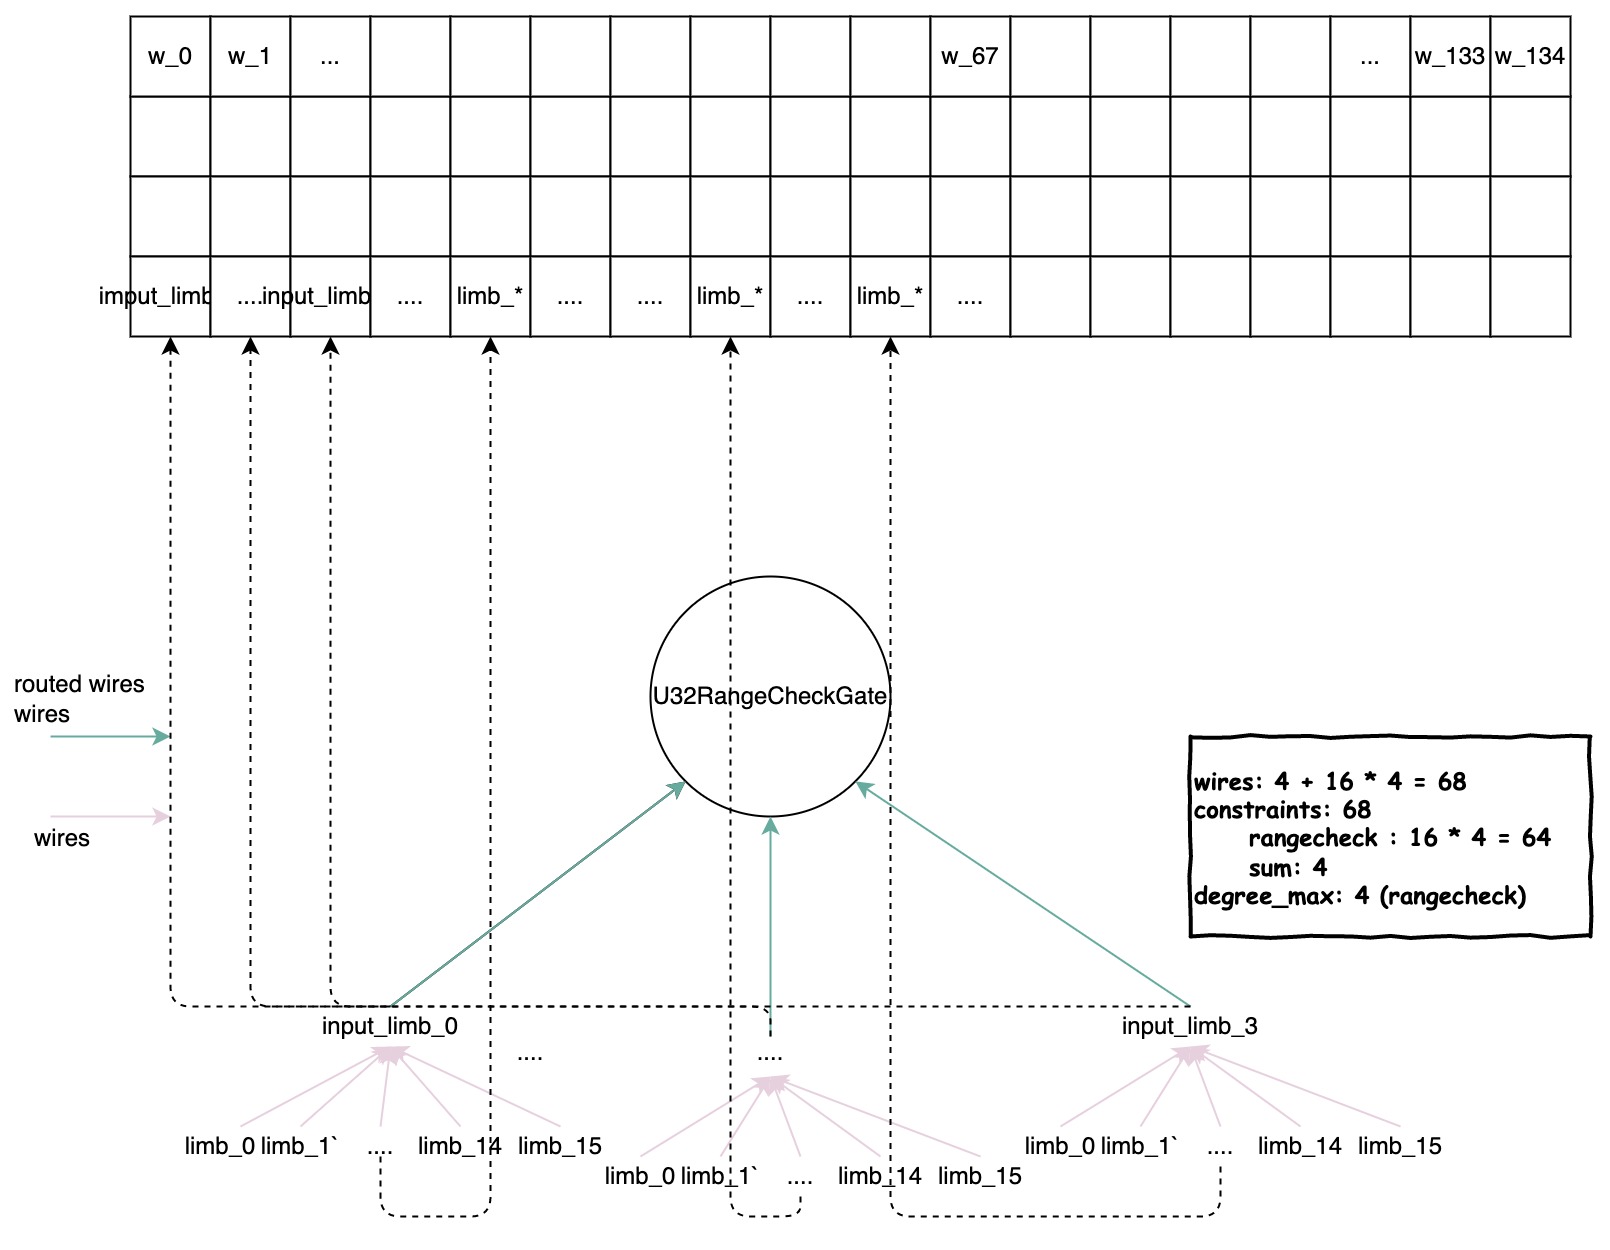 w_0 w_1 ... w_67 ... w_133 w_134
imput_limb ....input_limb .... limb_* .... .... limb_* .... limb_* ....
U32RangeCheckGate
routed wires
wires
wires
wires: 4 + 16 * 4 = 68
constraints: 68
rangecheck : 16 * 4 = 64
sum: 4
degree_max: 4 (rangecheck)
input_limb_0 .... .... input_limb_3
limb_0 limb_1` .... limb_14 limb_15
limb_0 limb_1` .... limb_14 limb_15
limb_0 limb_1` .... limb_14 limb_15